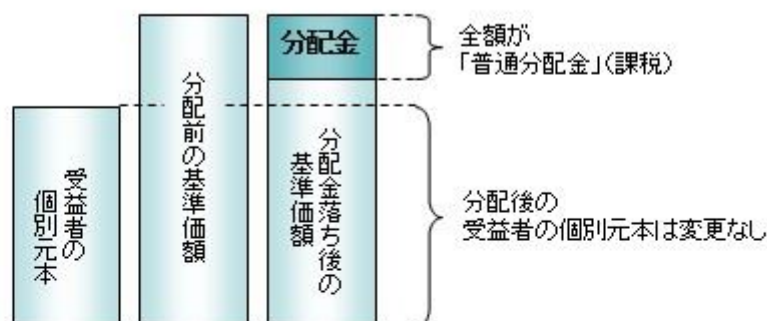 分配金
全額が
「普通分配金」(課税)
受益者の
個別元本
分配前の基準価額
分配金落ち後の
基準価額
分配後の
受益者の個別元本は変更なし